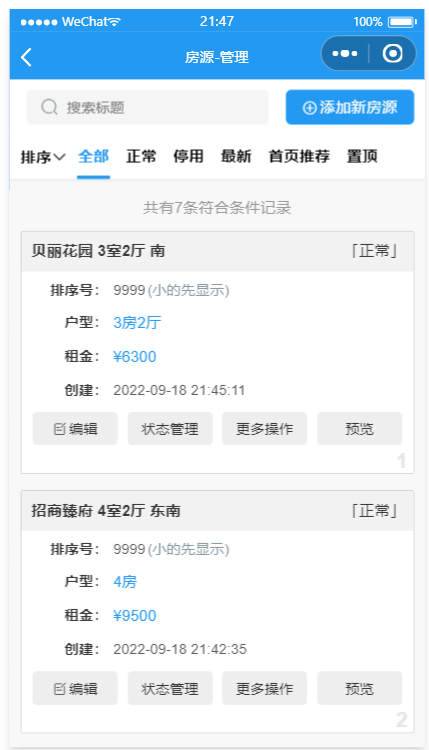 WeChat 21:47 100%
房源-管理
搜索标题 添加新房源
排序 全部 正常 停用 最新 首页推荐 置顶
共有7条符合条件记录
贝丽花园 3室2厅 南 「正常」
排序号： 9999 (小的先显示)
户型： 3房2厅
租金： ¥6300
创建： 2022-09-18 21:45:11
编辑 状态管理 更多操作 预览
1
招商臻府 4室2厅 东南 「正常」
排序号： 9999 (小的先显示)
户型： 4房
租金： ¥9500
创建： 2022-09-18 21:42:35
编辑 状态管理 更多操作 预览
2